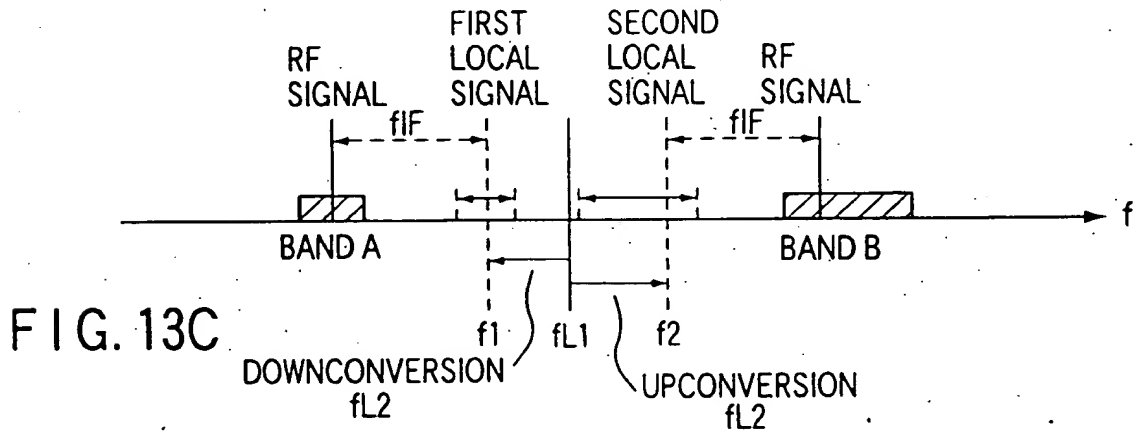 RF
SIGNAL
FIRST
LOCAL
SIGNAL
SECOND
LOCAL
SIGNAL
RF
SIGNAL
fIF
fIF
BAND A
BAND B
f
f1
fL1
f2
DOWNCONVERSION
fL2
UPCONVERSION
fL2
FIG. 13C